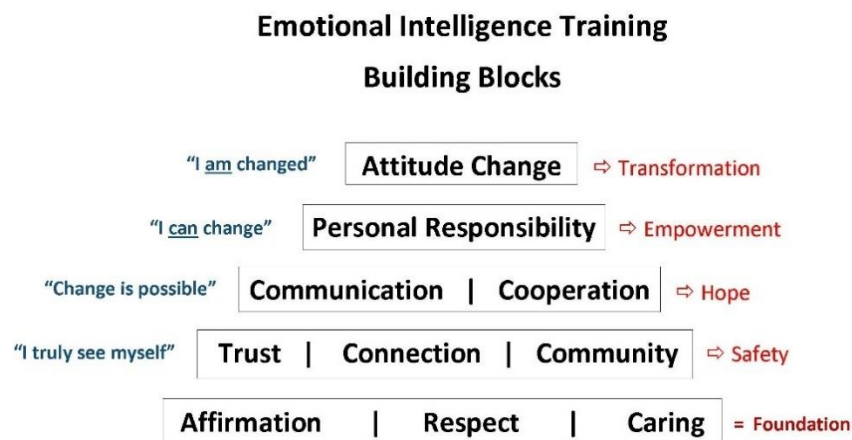 Emotional Intelligence Training
Building Blocks
“I am changed” Attitude Change ⇨ Transformation
“I can change” Personal Responsibility ⇨ Empowerment
“Change is possible” Communication | Cooperation ⇨ Hope
“I truly see myself” Trust | Connection | Community ⇨ Safety
Affirmation | Respect | Caring = Foundation